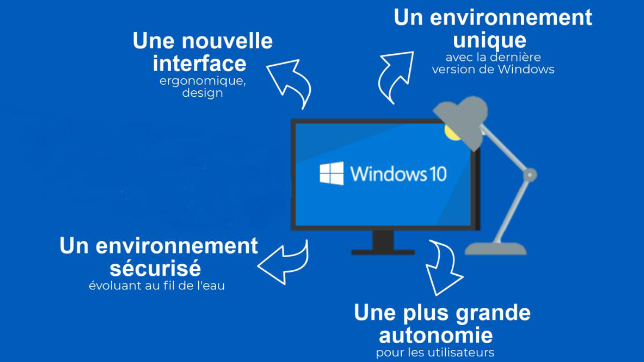 Une nouvelle
interface
ergonomique,
design
Un environnement
unique
avec la dernière
version de Windows
Windows 10
Un environnement
sécurisé
évoluant au fil de l'eau
Une plus grande
autonomie
pour les utilisateurs